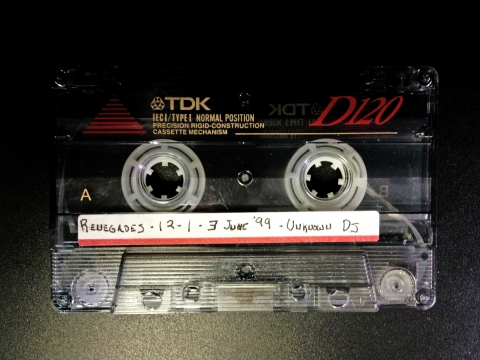 TDK
D120
IECI/TYPEI NORMAL POSITION
PRECISION RIGID-CONSTRUCTION
CASSETTE MECHANISM
A
B
RENEGADES - 12-1 - 3 JUNE '99 - UNKNOWN DJ